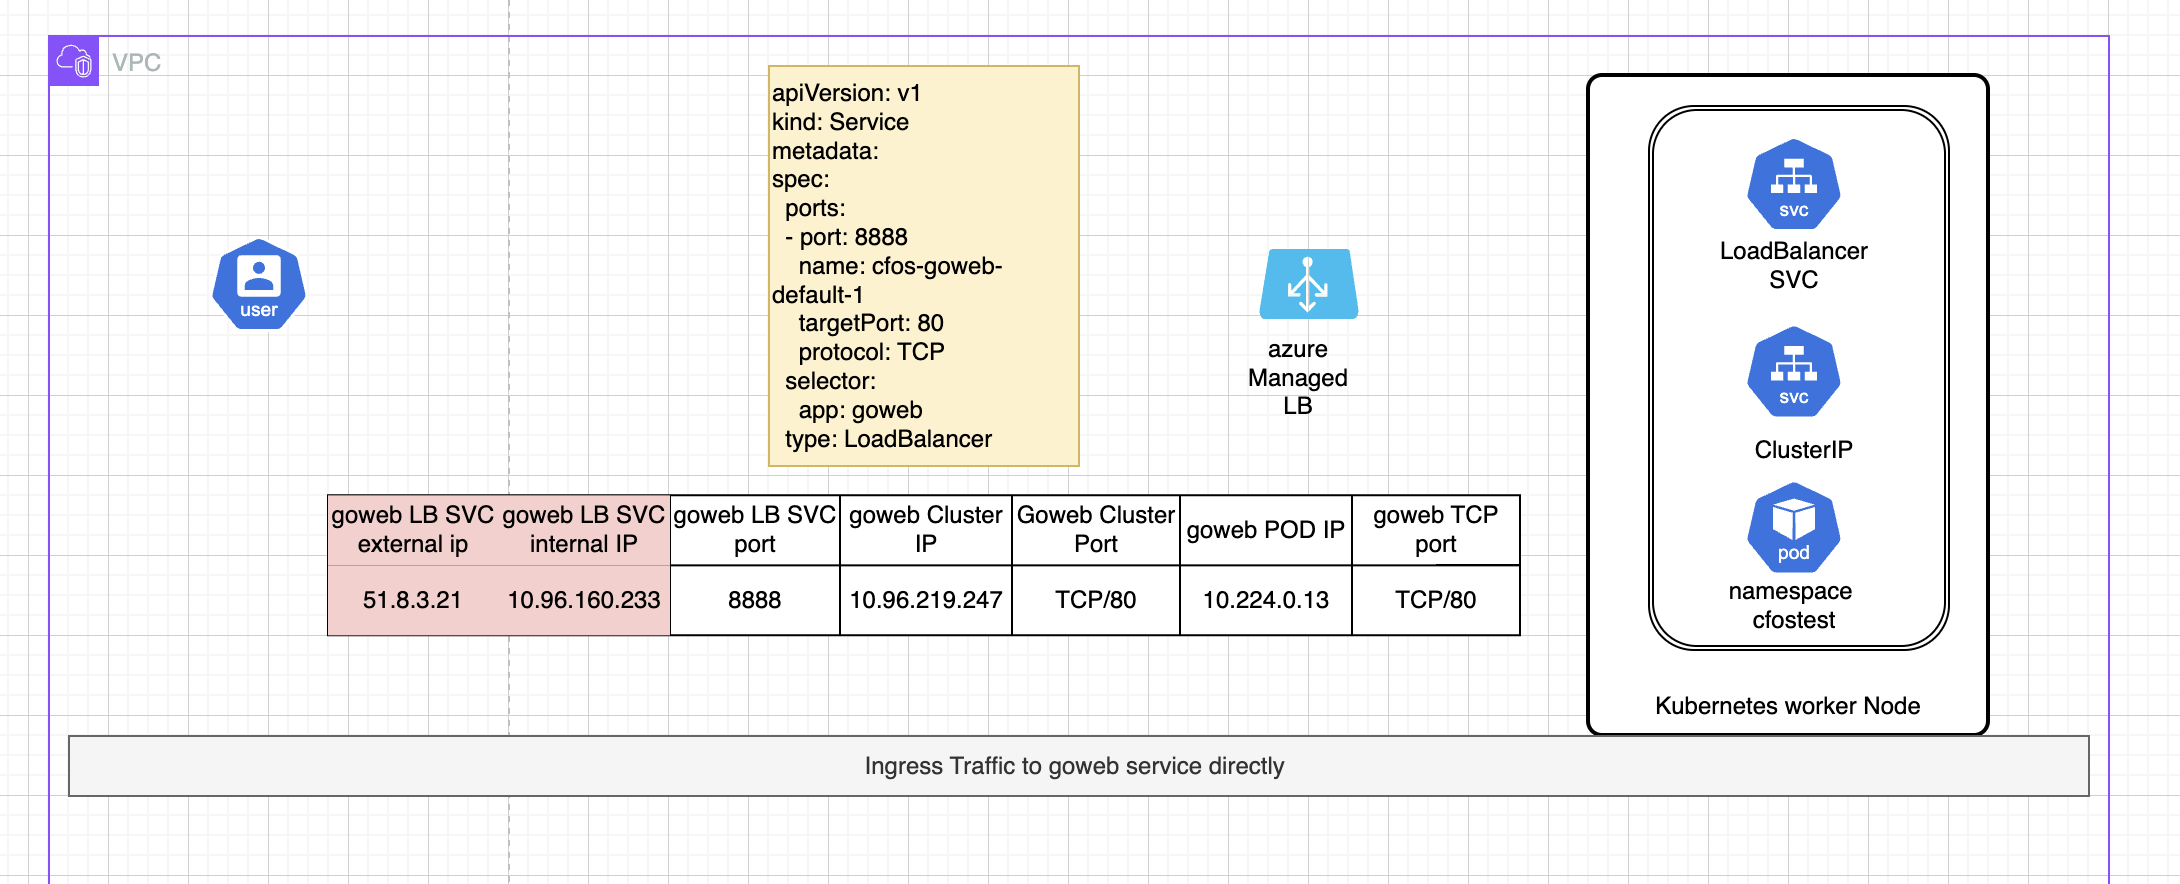 VPC
apiVersion: v1
kind: Service
metadata:
spec:
  ports:
  - port: 8888
    name: cfos-goweb-
default-1
    targetPort: 80
    protocol: TCP
  selector:
    app: goweb
  type: LoadBalancer
user
azure
Managed
LB
svc
LoadBalancer
SVC
svc
ClusterIP
pod
namespace
cfostest
Kubernetes worker Node
goweb LB SVC
external ip
goweb LB SVC
internal IP
goweb LB SVC
port
goweb Cluster
IP
Goweb Cluster
Port
goweb POD IP
goweb TCP
port
51.8.3.21
10.96.160.233
8888
10.96.219.247
TCP/80
10.224.0.13
TCP/80
Ingress Traffic to goweb service directly